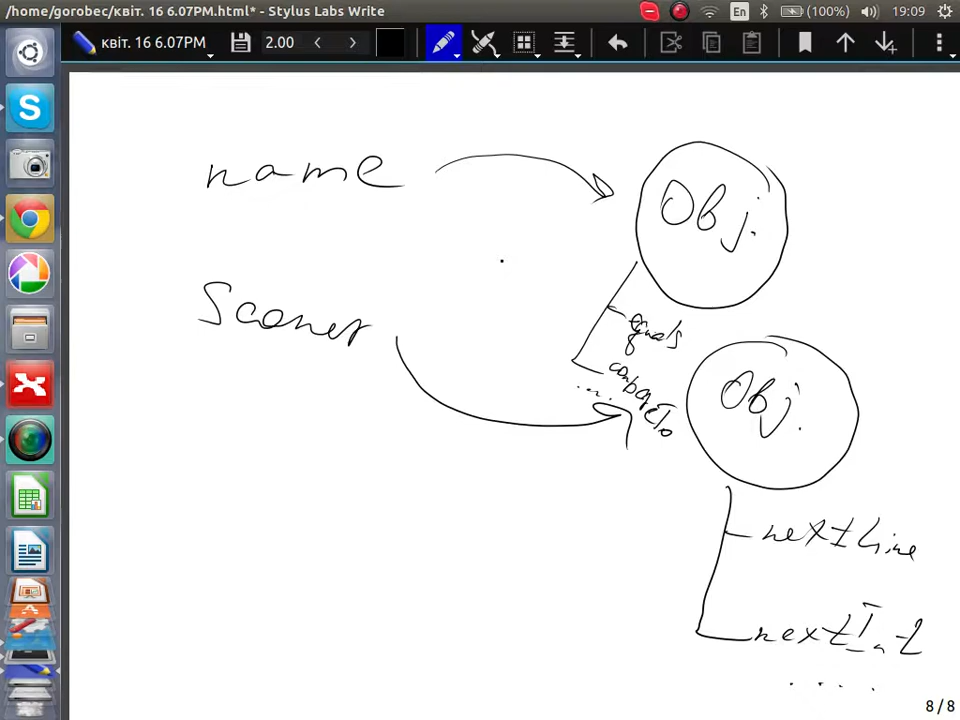 /home/gorobec/квіт. 16 6.07PM.html* - Stylus Labs Write
En
(100%)
19:09
квіт. 16 6.07PM
2.00
name
Obj.
Scaner
equals
Obj.
nextLine
nextInt
....
8 / 8